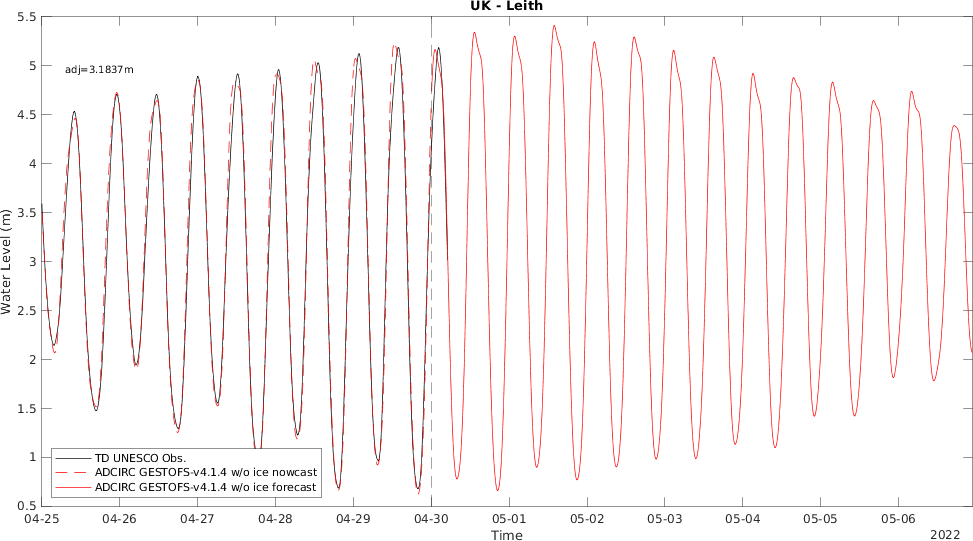 UK - Leith
5.5
5
4.5
4
3.5
3
2.5
2
1.5
1
0.5
Water Level (m)
adj=3.1837m
TD UNESCO Obs.
ADCIRC GESTOFS-v4.1.4 w/o ice nowcast
ADCIRC GESTOFS-v4.1.4 w/o ice forecast
04-25 04-26 04-27 04-28 04-29 04-30 05-01 05-02 05-03 05-04 05-05 05-06
Time
2022